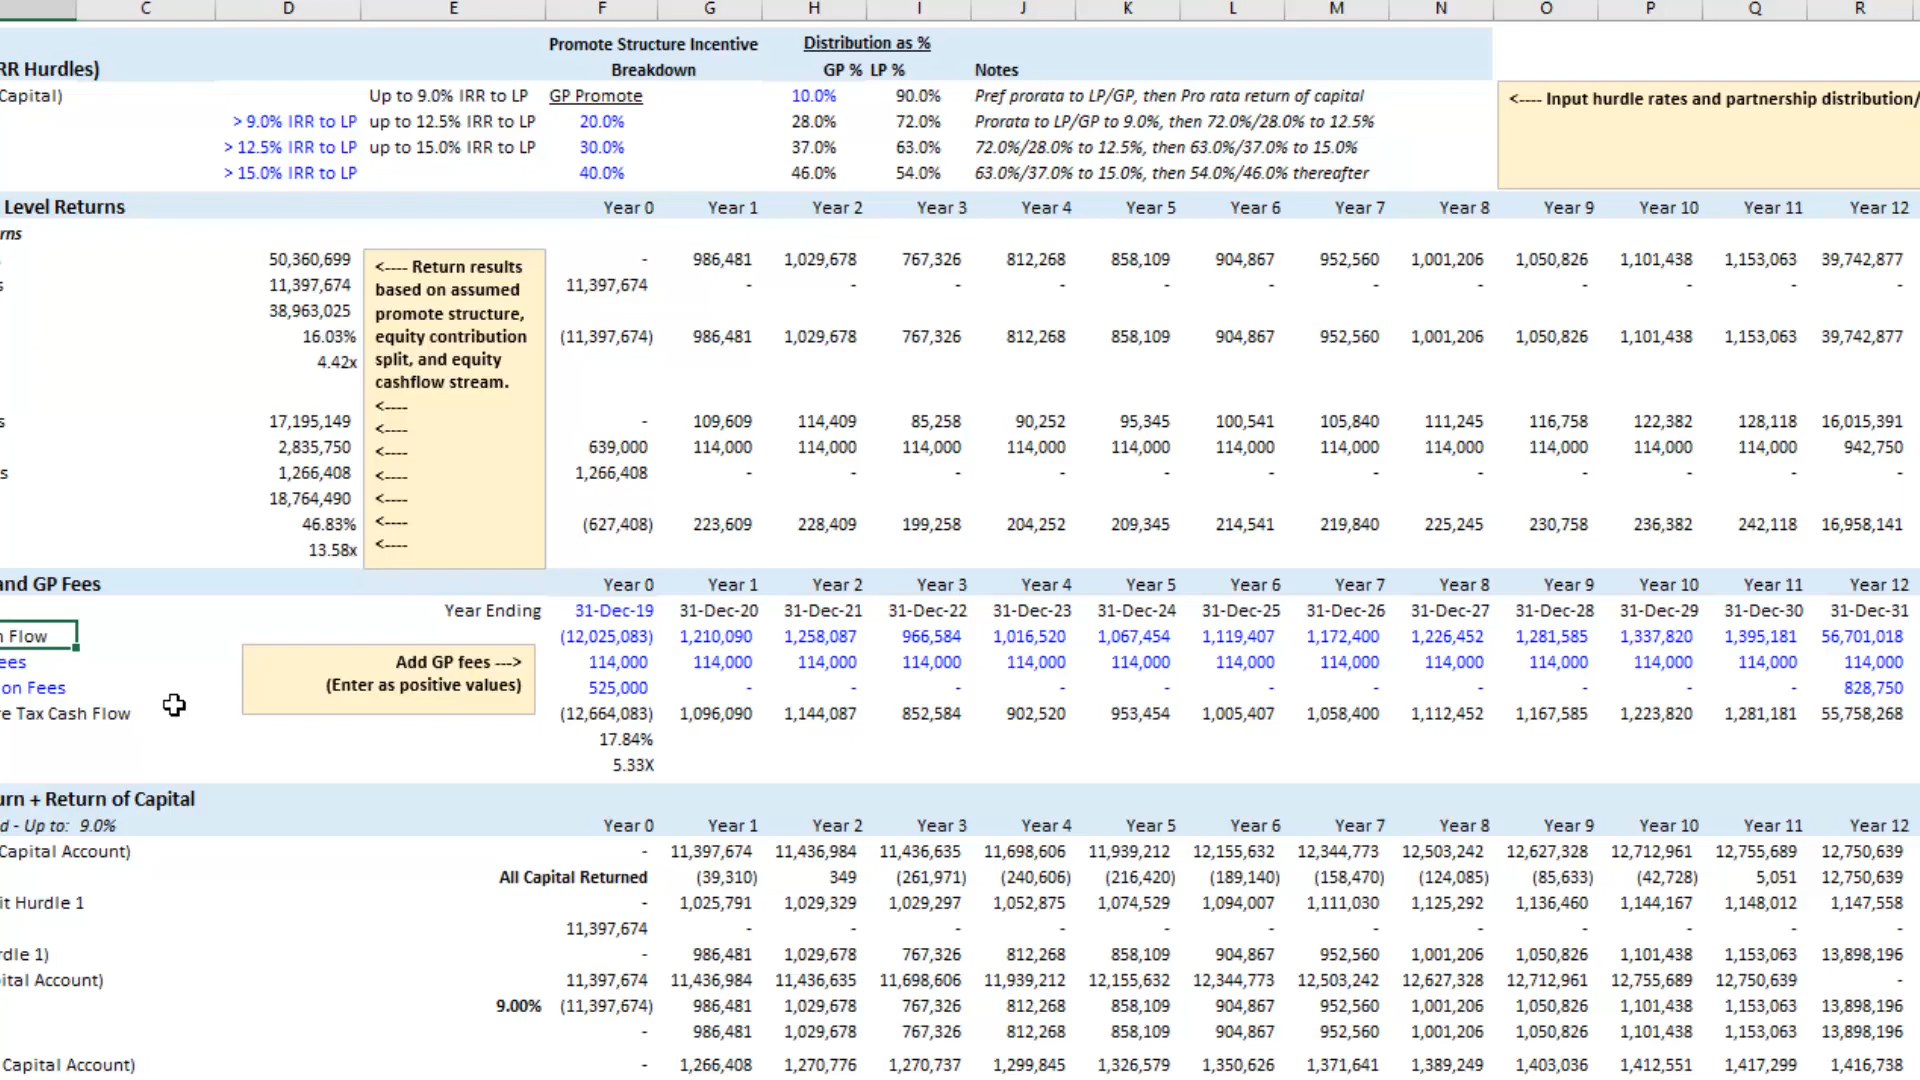 C D E F G H I J K L M N O P Q R
Promote Structure Incentive Distribution as %
RR Hurdles) Breakdown GP % LP % Notes
Capital) Up to 9.0% IRR to LP GP Promote 10.0% 90.0% Pref prorata to LP/GP, then Pro rata return of capital <---- Input hurdle rates and partnership distribution/
> 9.0% IRR to LP up to 12.5% IRR to LP 20.0% 28.0% 72.0% Prorata to LP/GP to 9.0%, then 72.0%/28.0% to 12.5%
> 12.5% IRR to LP up to 15.0% IRR to LP 30.0% 37.0% 63.0% 72.0%/28.0% to 12.5%, then 63.0%/37.0% to 15.0%
> 15.0% IRR to LP 40.0% 46.0% 54.0% 63.0%/37.0% to 15.0%, then 54.0%/46.0% thereafter
Level Returns Year 0 Year 1 Year 2 Year 3 Year 4 Year 5 Year 6 Year 7 Year 8 Year 9 Year 10 Year 11 Year 12
rns
50,360,699 - 986,481 1,029,678 767,326 812,268 858,109 904,867 952,560 1,001,206 1,050,826 1,101,438 1,153,063 39,742,877
s 11,397,674 11,397,674 - - - - - - - - - - - -
38,963,025
16.03% (11,397,674) 986,481 1,029,678 767,326 812,268 858,109 904,867 952,560 1,001,206 1,050,826 1,101,438 1,153,063 39,742,877
4.42x
<---- Return results
based on assumed
promote structure,
equity contribution
split, and equity
cashflow stream.
<----
<----
<----
<----
<----
<----
<----
s 17,195,149 - 109,609 114,409 85,258 90,252 95,345 100,541 105,840 111,245 116,758 122,382 128,118 16,015,391
2,835,750 639,000 114,000 114,000 114,000 114,000 114,000 114,000 114,000 114,000 114,000 114,000 114,000 942,750
s 1,266,408 1,266,408 - - - - - - - - - - - -
18,764,490
46.83% (627,408) 223,609 228,409 199,258 204,252 209,345 214,541 219,840 225,245 230,758 236,382 242,118 16,958,141
13.58x
and GP Fees Year 0 Year 1 Year 2 Year 3 Year 4 Year 5 Year 6 Year 7 Year 8 Year 9 Year 10 Year 11 Year 12
Year Ending 31-Dec-19 31-Dec-20 31-Dec-21 31-Dec-22 31-Dec-23 31-Dec-24 31-Dec-25 31-Dec-26 31-Dec-27 31-Dec-28 31-Dec-29 31-Dec-30 31-Dec-31
Flow (12,025,083) 1,210,090 1,258,087 966,584 1,016,520 1,067,454 1,119,407 1,172,400 1,226,452 1,281,585 1,337,820 1,395,181 56,701,018
ees Add GP fees ---> 114,000 114,000 114,000 114,000 114,000 114,000 114,000 114,000 114,000 114,000 114,000 114,000 114,000
on Fees (Enter as positive values) 525,000 - - - - - - - - - - - 828,750
re Tax Cash Flow (12,664,083) 1,096,090 1,144,087 852,584 902,520 953,454 1,005,407 1,058,400 1,112,452 1,167,585 1,223,820 1,281,181 55,758,268
17.84%
5.33X
urn + Return of Capital
d - Up to: 9.0% Year 0 Year 1 Year 2 Year 3 Year 4 Year 5 Year 6 Year 7 Year 8 Year 9 Year 10 Year 11 Year 12
Capital Account) - 11,397,674 11,436,984 11,436,635 11,698,606 11,939,212 12,155,632 12,344,773 12,503,242 12,627,328 12,712,961 12,755,689 12,750,639
All Capital Returned (39,310) 349 (261,971) (240,606) (216,420) (189,140) (158,470) (124,085) (85,633) (42,728) 5,051 12,750,639
it Hurdle 1 - 1,025,791 1,029,329 1,029,297 1,052,875 1,074,529 1,094,007 1,111,030 1,125,292 1,136,460 1,144,167 1,148,012 1,147,558
11,397,674 - - - - - - - - - - - -
rdle 1) - 986,481 1,029,678 767,326 812,268 858,109 904,867 952,560 1,001,206 1,050,826 1,101,438 1,153,063 13,898,196
ital Account) 11,397,674 11,436,984 11,436,635 11,698,606 11,939,212 12,155,632 12,344,773 12,503,242 12,627,328 12,712,961 12,755,689 12,750,639 -
9.00% (11,397,674) 986,481 1,029,678 767,326 812,268 858,109 904,867 952,560 1,001,206 1,050,826 1,101,438 1,153,063 13,898,196
- 986,481 1,029,678 767,326 812,268 858,109 904,867 952,560 1,001,206 1,050,826 1,101,438 1,153,063 13,898,196
Capital Account) - 1,266,408 1,270,776 1,270,737 1,299,845 1,326,579 1,350,626 1,371,641 1,389,249 1,403,036 1,412,551 1,417,299 1,416,738